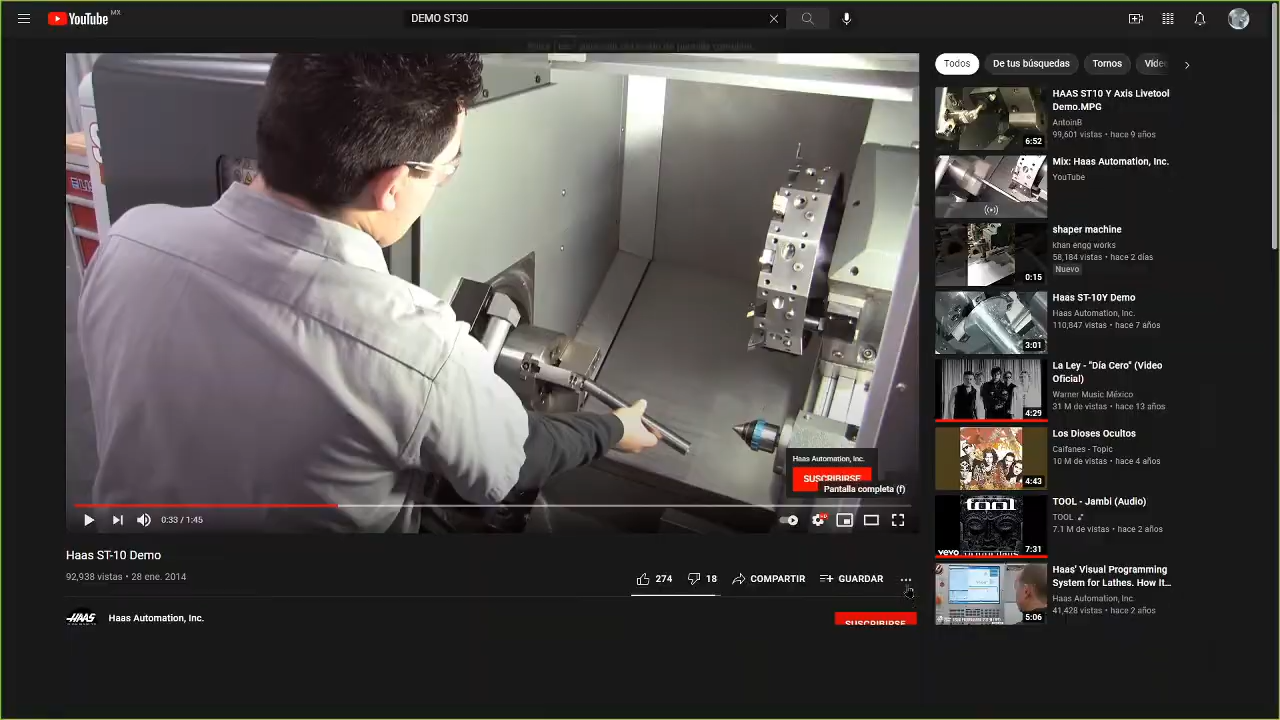 YouTube MX
DEMO ST30
Todos
De tus búsquedas
Tornos
Haas Automation, Inc.
SUSCRIBIRSE
Pantalla completa (f)
0:33 / 1:45
Haas ST-10 Demo
92,938 vistas • 28 ene. 2014
274
18
COMPARTIR
GUARDAR
HAAS
Haas Automation, Inc.
SUSCRIBIRSE
HAAS ST10 Y Axis Livetool
Demo.MPG
AntoinB
99,601 vistas • hace 9 años
6:52
Mix: Haas Automation, Inc.
YouTube
shaper machine
khan engg works
58,184 vistas • hace 2 días
Nuevo
0:15
Haas ST-10Y Demo
Haas Automation, Inc.
110,847 vistas • hace 7 años
3:01
La Ley - "Día Cero" (Video
Oficial)
Warner Music México
31 M de vistas • hace 13 años
4:29
Los Dioses Ocultos
Caifanes - Topic
10 M de vistas • hace 4 años
4:43
TOOL - Jambi (Audio)
TOOL
7.1 M de vistas • hace 2 años
vevo
7:31
Haas' Visual Programming
System for Lathes. How It...
Haas Automation, Inc.
41,428 vistas • hace 2 años
5:06